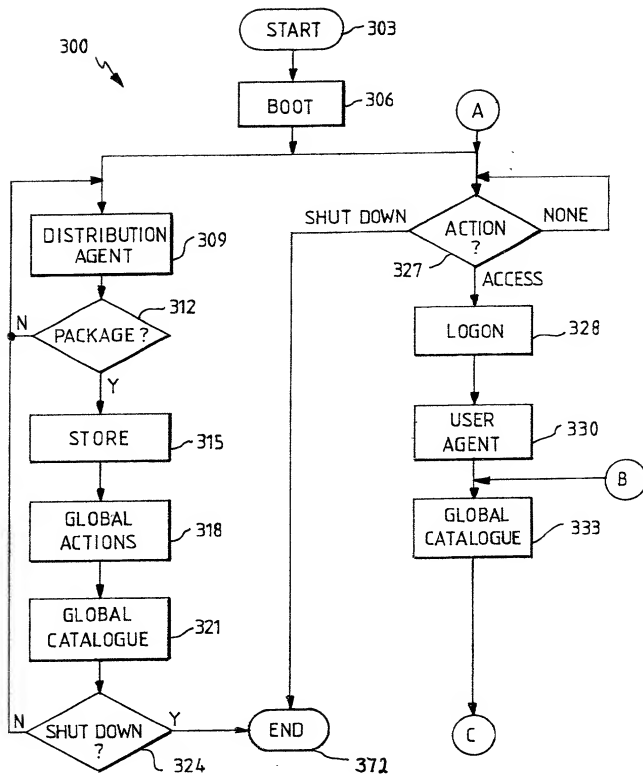 START
303
300
BOOT
306
A
SHUT DOWN
ACTION
?
NONE
327
ACCESS
DISTRIBUTION
AGENT
309
312
N
PACKAGE ?
Y
LOGON
328
STORE
315
USER
AGENT
330
B
GLOBAL
ACTIONS
318
GLOBAL
CATALOGUE
333
GLOBAL
CATALOGUE
321
N
SHUT DOWN
?
Y
324
END
372
C